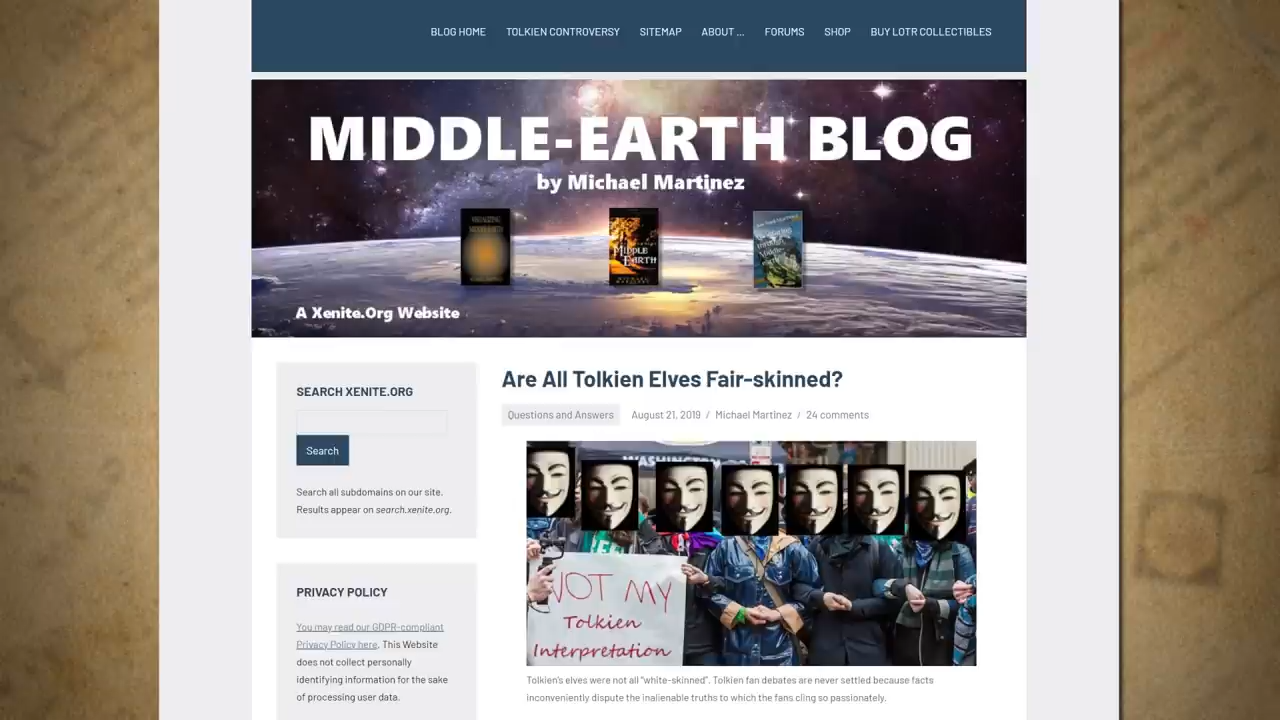 BLOG HOME TOLKIEN CONTROVERSY SITEMAP ABOUT ... FORUMS SHOP BUY LOTR COLLECTIBLES
MIDDLE-EARTH BLOG
by Michael Martinez
MIDDLE
EARTH
A Xenite.Org Website
SEARCH XENITE.ORG
Search
Search all subdomains on our site.
Results appear on search.xenite.org.
PRIVACY POLICY
You may read our GDPR-compliant
Privacy Policy here. This Website
does not collect personally
identifying information for the sake
of processing user data.
Are All Tolkien Elves Fair-skinned?
Questions and Answers August 21, 2019 / Michael Martinez / 24 comments
NOT MY
Tolkien
Interpretation
Tolkien's elves were not all "white-skinned". Tolkien fan debates are never settled because facts
inconveniently dispute the inalienable truths to which the fans cling so passionately.